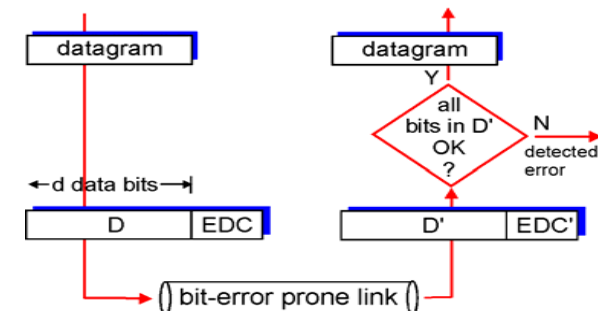 datagram
datagram
Y
all
bits in D'
OK
?
N
detected
error
d data bits
D
EDC
D'
EDC'
bit-error prone link